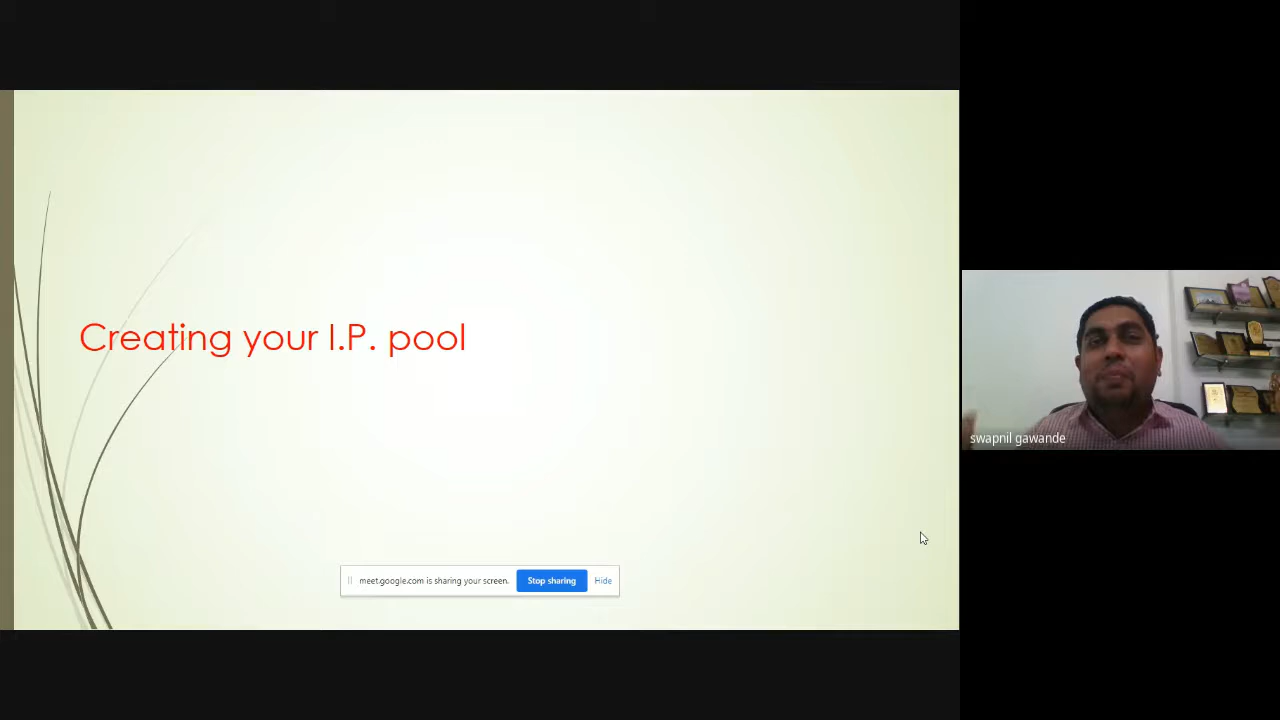 Creating your I.P. pool
swapnil gawande
meet.google.com is sharing your screen. Stop sharing Hide